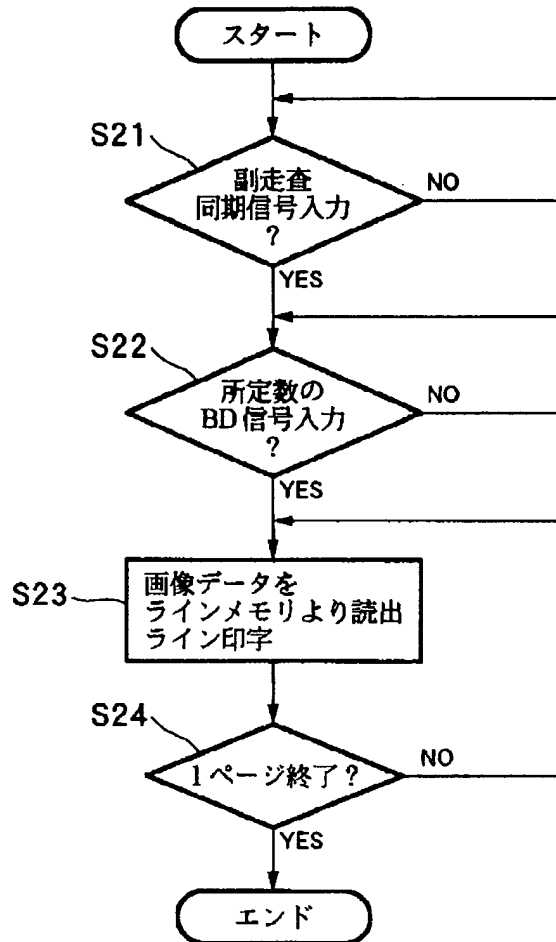 スタート
S21
副走査
同期信号入力
?
NO
YES
S22
所定数の
BD信号入力
?
NO
YES
S23
画像データを
ラインメモリより読出
ライン印字
S24
1ページ終了?
NO
YES
エンド